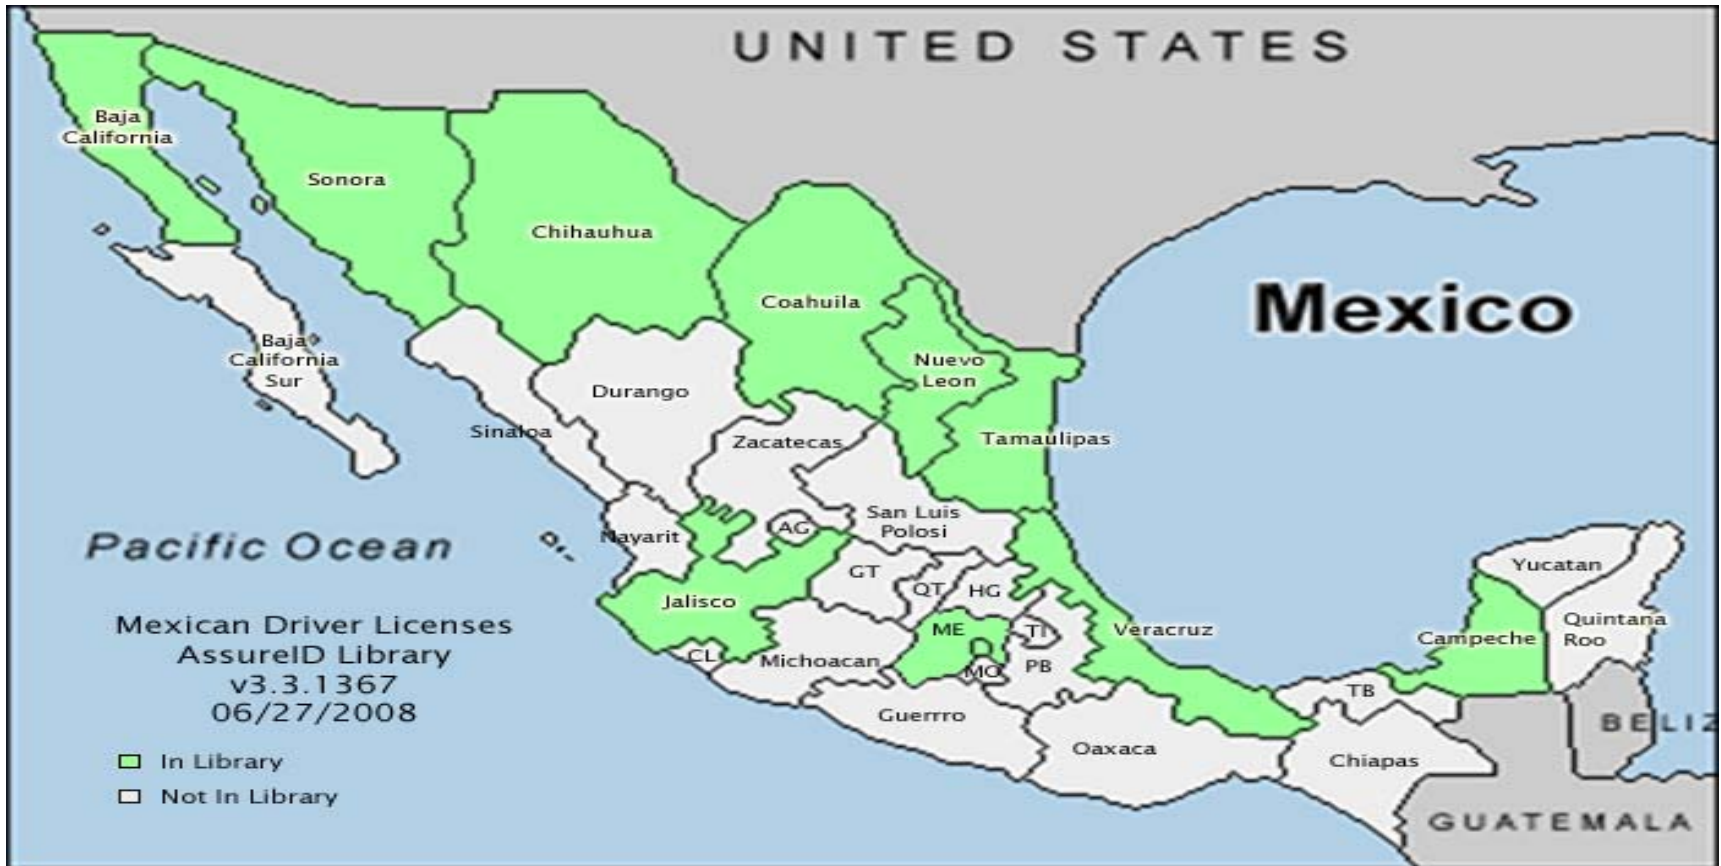 UNITED STATES
Baja
California
Sonora
Chihauhua
Coahuila
Mexico
Baja
California
Sur
Nuevo
Leon
Durango
Sinaloa
Zacatecas
Tamaulipas
San Luis
Polosi
AG
Nayarit
Pacific Ocean
GT
QT
HG
Yucatan
Jalisco
Quintana
Roo
Mexican Driver Licenses
AssureID Library
v3.3.1367
06/27/2008
ME
TI
Veracruz
Campeche
CL
Michoacan
MO
PB
TB
Guerrro
Oaxaca
Chiapas
BELIZ
In Library
Not In Library
GUATEMALA